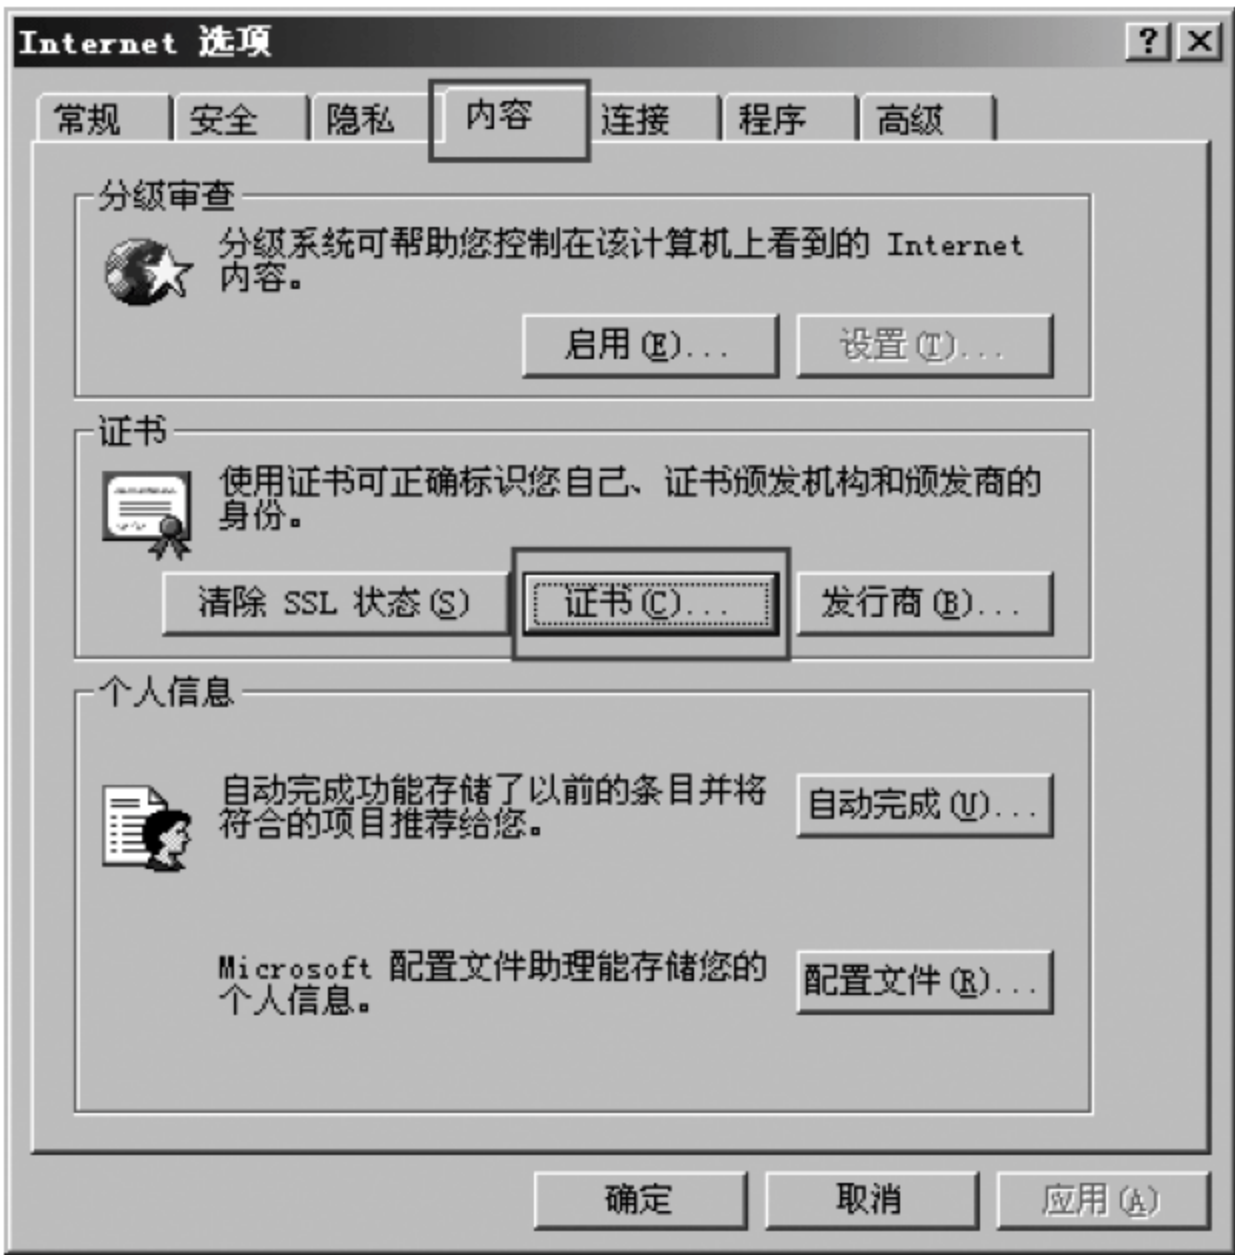 Internet 选项
常规 安全 隐私 内容 连接 程序 高级
分级审查
分级系统可帮助您控制在该计算机上看到的 Internet
内容。
启用(E)... 设置(T)...
证书
使用证书可正确标识您自己、证书颁发机构和颁发商的
身份。
清除 SSL 状态(S) 证书(C)... 发行商(B)...
个人信息
自动完成功能存储了以前的条目并将
符合的项目推荐给您。
自动完成(U)...
Microsoft 配置文件助理能存储您的
个人信息。
配置文件(R)...
确定 取消 应用(A)